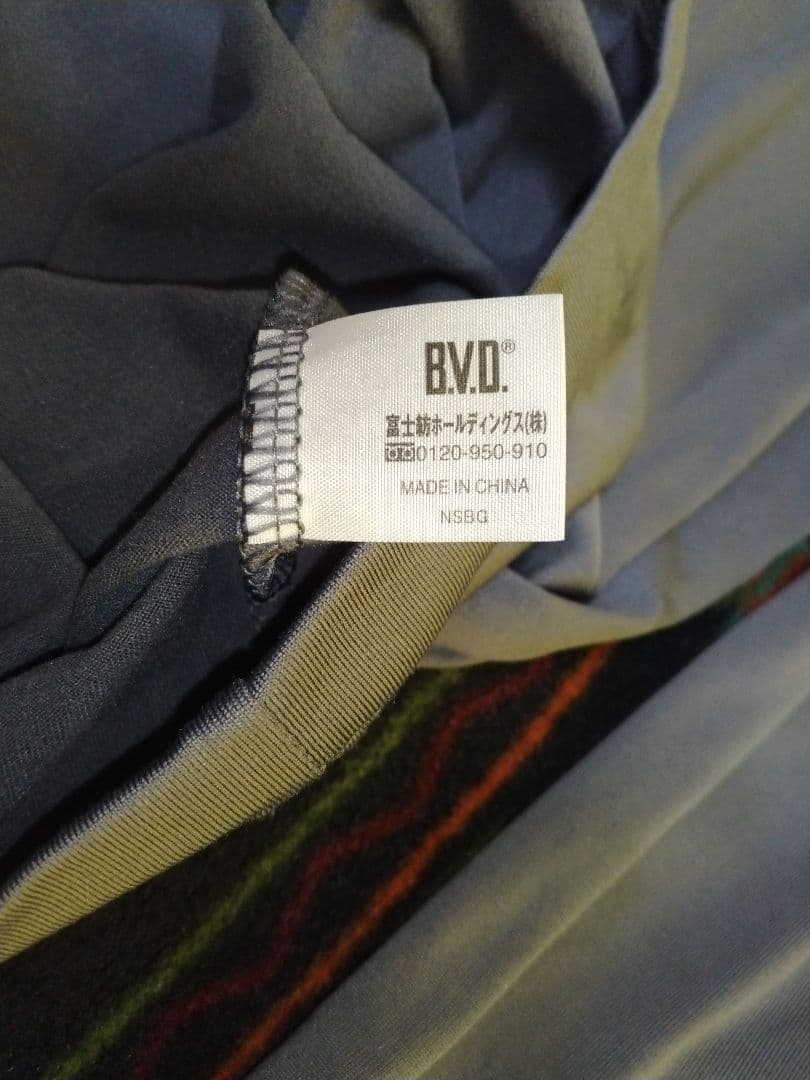 B.V.D.®
富士紡ホールディングス(株)
0120-950-910
MADE IN CHINA
NSBG